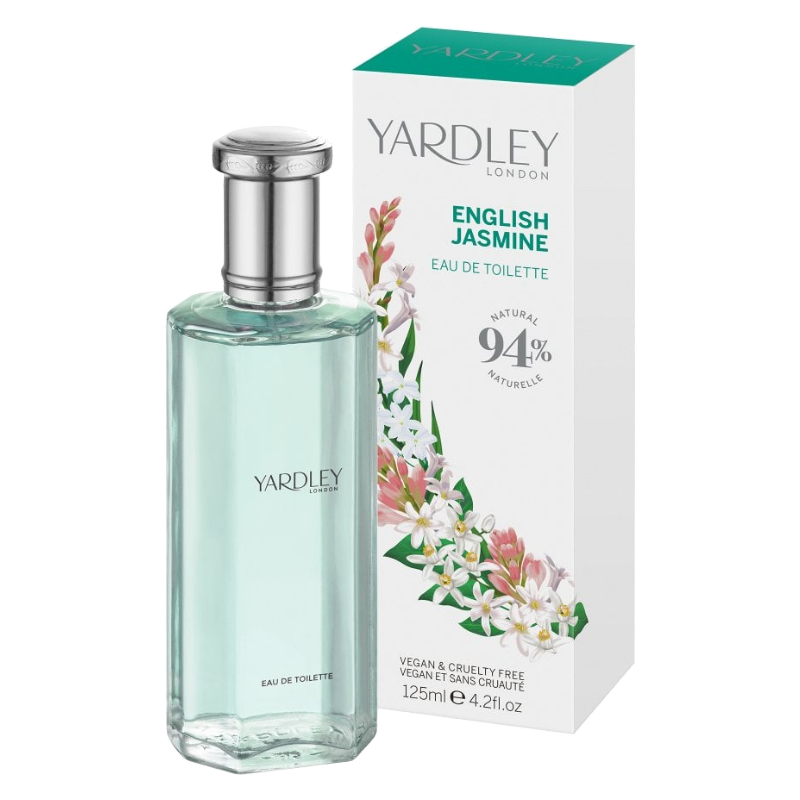 YARDLEY
YARDLEY
LONDON
ENGLISH
JASMINE
EAU DE TOILETTE
NATURAL
94%
NATURELLE
VEGAN & CRUELTY FREE
VEGAN ET SANS CRUAUTÉ
125ml e 4.2fl.oz
YARDLEY
LONDON
EAU DE TOILETTE